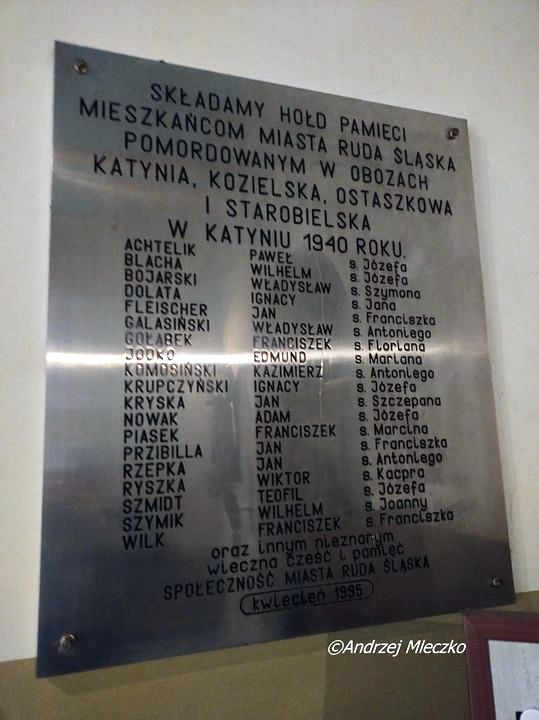 SKŁADAMY HOŁD PAMIĘCI
MIESZKAŃCOM MIASTA RUDA ŚLĄSKA
POMORDOWANYM W OBOZACH
KATYNIA, KOZIELSKA, OSTASZKOWA
I STAROBIELSKA
W KATYNIU 1940 ROKU.
ACHTELIK PAWEŁ s. Józefa
BLACHA WILHELM s. Józefa
BOJARSKI WŁADYSŁAW s. Szymona
DOLATA IGNACY s. Jana
FLEISCHER JAN s. Franciszka
GALASIŃSKI WŁADYSŁAW s. Antoniego
GOŁĄBEK FRANCISZEK s. Floriana
JODKO EDMUND s. Mariana
KOMOSIŃSKI KAZIMIERZ s. Antoniego
KRUPCZYŃSKI IGNACY s. Józefa
KRYSKA JAN s. Szczepana
NOWAK ADAM s. Józefa
PIASEK FRANCISZEK s. Marcina
PRZIBILLA JAN s. Franciszka
RZEPKA JAN s. Antoniego
RYSZKA WIKTOR s. Kacpra
SZMIDT TEOFIL s. Józefa
SZYMIK WILHELM s. Joanny
WILK FRANCISZEK s. Franciszka
oraz innym nieznanym
wieczna cześć i pamięć
SPOŁECZNOŚĆ MIASTA RUDA ŚLĄSKA
kwiecień 1995
©Andrzej Mleczko